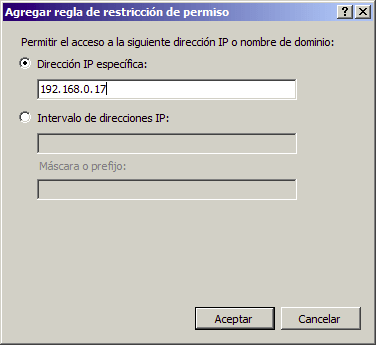 Agregar regla de restricción de permiso
Permitir el acceso a la siguiente dirección IP o nombre de dominio:
Dirección IP específica:
192.168.0.17
Intervalo de direcciones IP:
Máscara o prefijo:
Aceptar
Cancelar